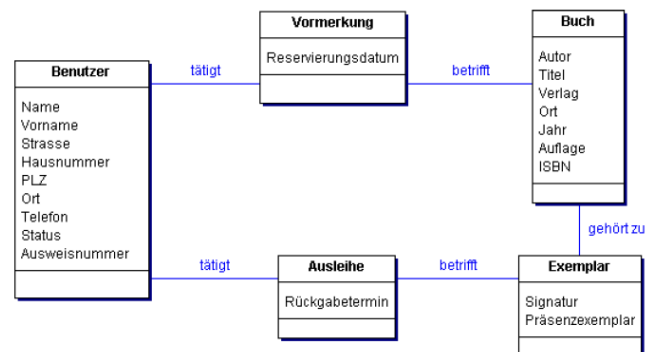 Vormerkung
Reservierungsdatum
Buch
Autor
Titel
Verlag
Ort
Jahr
Auflage
ISBN
Benutzer
Name
Vorname
Strasse
Hausnummer
PLZ
Ort
Telefon
Status
Ausweisnummer
tätigt
betrifft
gehört zu
tätigt
Ausleihe
Rückgabetermin
betrifft
Exemplar
Signatur
Präsenzexemplar